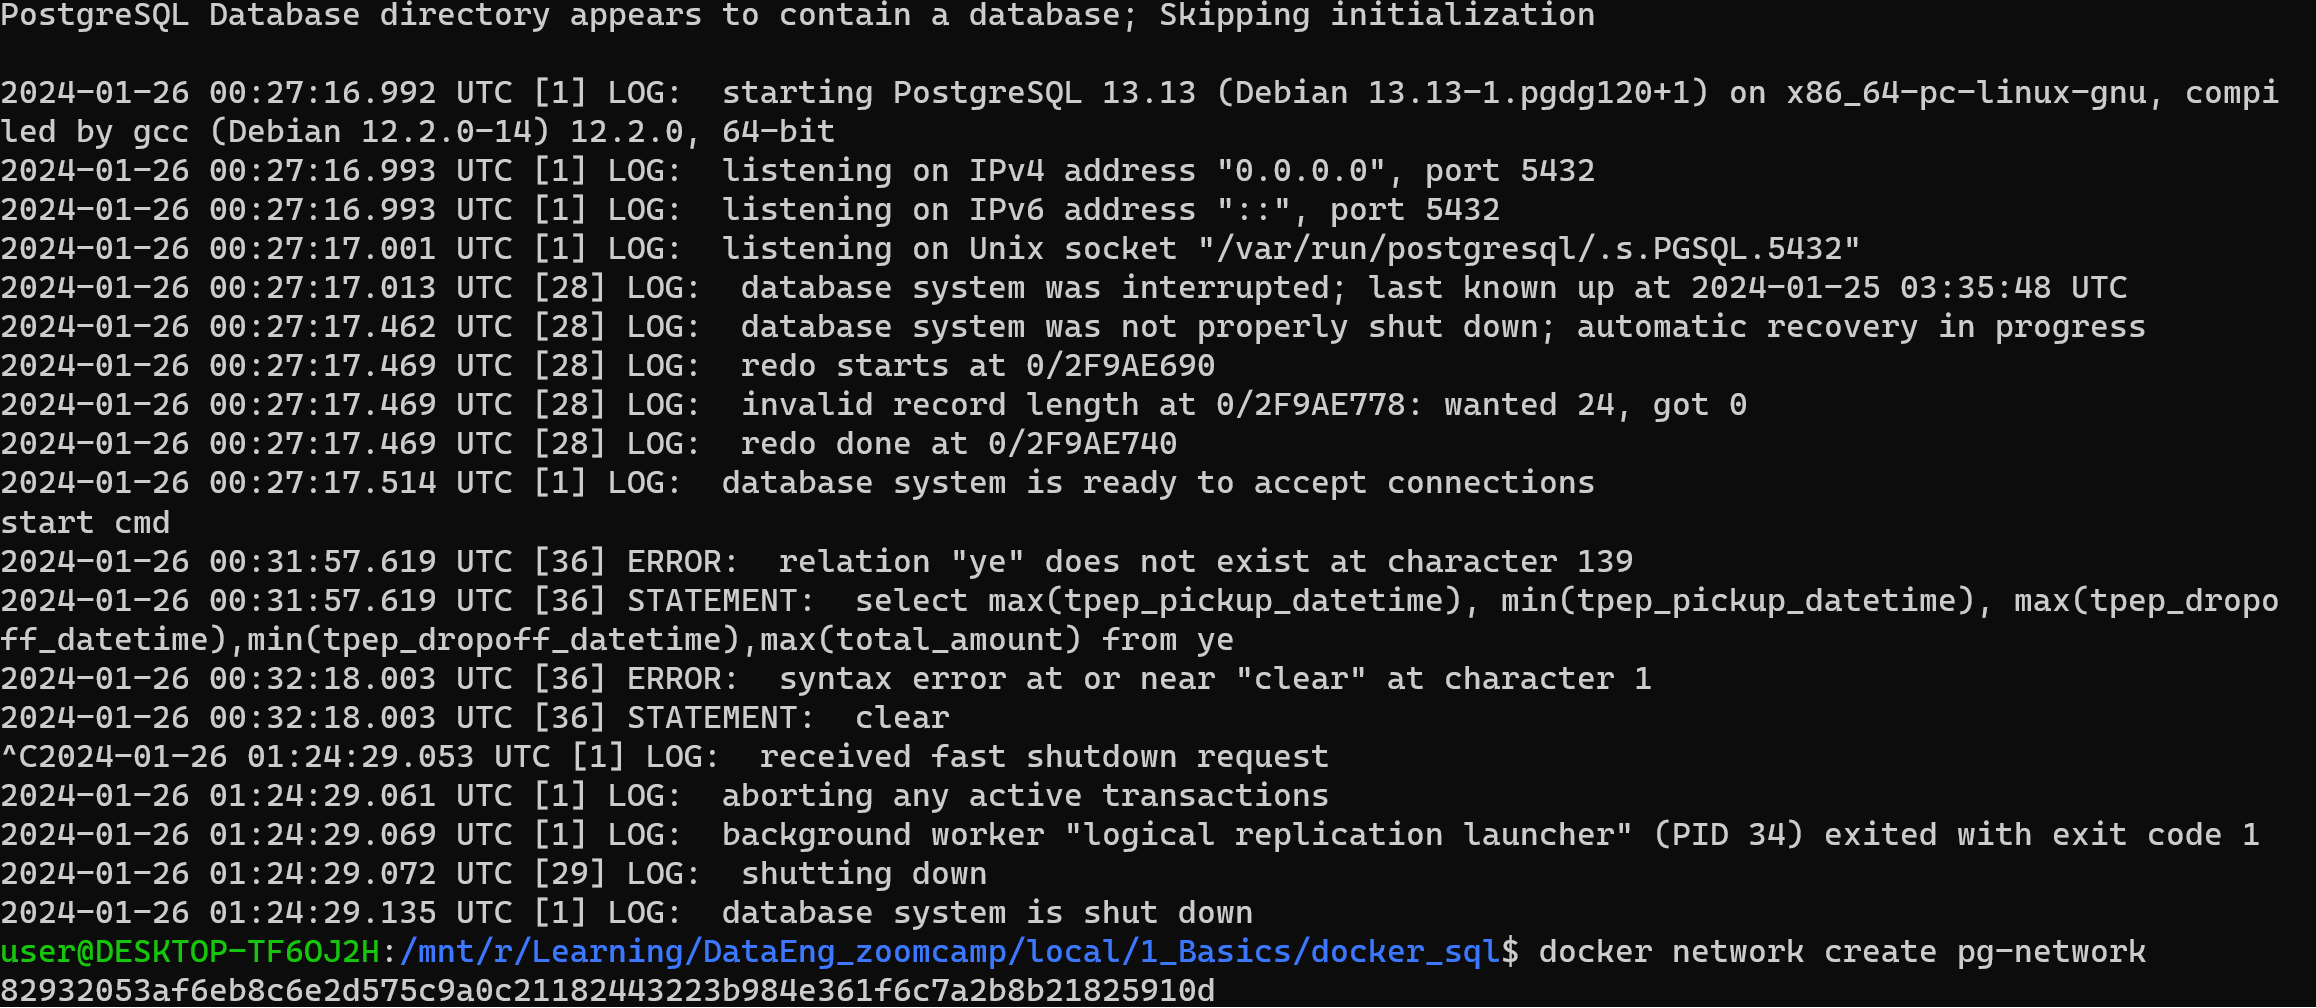 PostgreSQL Database directory appears to contain a database; Skipping initialization
2024-01-26 00:27:16.992 UTC [1] LOG:  starting PostgreSQL 13.13 (Debian 13.13-1.pgdg120+1) on x86_64-pc-linux-gnu, compi
led by gcc (Debian 12.2.0-14) 12.2.0, 64-bit
2024-01-26 00:27:16.993 UTC [1] LOG:  listening on IPv4 address "0.0.0.0", port 5432
2024-01-26 00:27:16.993 UTC [1] LOG:  listening on IPv6 address "::", port 5432
2024-01-26 00:27:17.001 UTC [1] LOG:  listening on Unix socket "/var/run/postgresql/.s.PGSQL.5432"
2024-01-26 00:27:17.013 UTC [28] LOG:  database system was interrupted; last known up at 2024-01-25 03:35:48 UTC
2024-01-26 00:27:17.462 UTC [28] LOG:  database system was not properly shut down; automatic recovery in progress
2024-01-26 00:27:17.469 UTC [28] LOG:  redo starts at 0/2F9AE690
2024-01-26 00:27:17.469 UTC [28] LOG:  invalid record length at 0/2F9AE778: wanted 24, got 0
2024-01-26 00:27:17.469 UTC [28] LOG:  redo done at 0/2F9AE740
2024-01-26 00:27:17.514 UTC [1] LOG:  database system is ready to accept connections
start cmd
2024-01-26 00:31:57.619 UTC [36] ERROR:  relation "ye" does not exist at character 139
2024-01-26 00:31:57.619 UTC [36] STATEMENT:  select max(tpep_pickup_datetime), min(tpep_pickup_datetime), max(tpep_dropo
ff_datetime),min(tpep_dropoff_datetime),max(total_amount) from ye
2024-01-26 00:32:18.003 UTC [36] ERROR:  syntax error at or near "clear" at character 1
2024-01-26 00:32:18.003 UTC [36] STATEMENT:  clear
^C2024-01-26 01:24:29.053 UTC [1] LOG:  received fast shutdown request
2024-01-26 01:24:29.061 UTC [1] LOG:  aborting any active transactions
2024-01-26 01:24:29.069 UTC [1] LOG:  background worker "logical replication launcher" (PID 34) exited with exit code 1
2024-01-26 01:24:29.072 UTC [29] LOG:  shutting down
2024-01-26 01:24:29.135 UTC [1] LOG:  database system is shut down
user@DESKTOP-TF6OJ2H:/mnt/r/Learning/DataEng_zoomcamp/local/1_Basics/docker_sql$ docker network create pg-network
82932053af6eb8c6e2d575c9a0c21182443223b984e361f6c7a2b8b21825910d